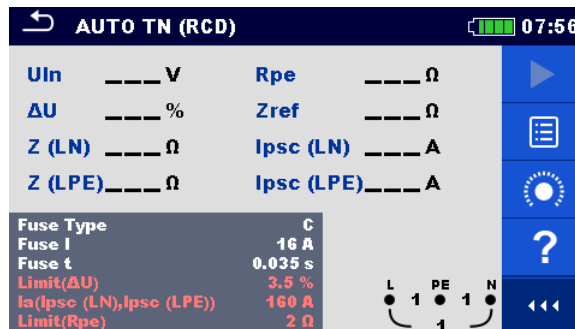 AUTO TN (RCD) 07:56
Uln ___V Rpe ___Ω
ΔU ___% Zref ___Ω
Z (LN) ___Ω Ipsc (LN) ___A
Z (LPE)___Ω Ipsc (LPE)___A
Fuse Type C
Fuse I 16 A
Fuse t 0.035 s
Limit(ΔU) 3.5 %
Ia(Ipsc (LN),Ipsc (LPE)) 160 A
Limit(Rpe) 2 Ω
L PE N
1 1
1
?